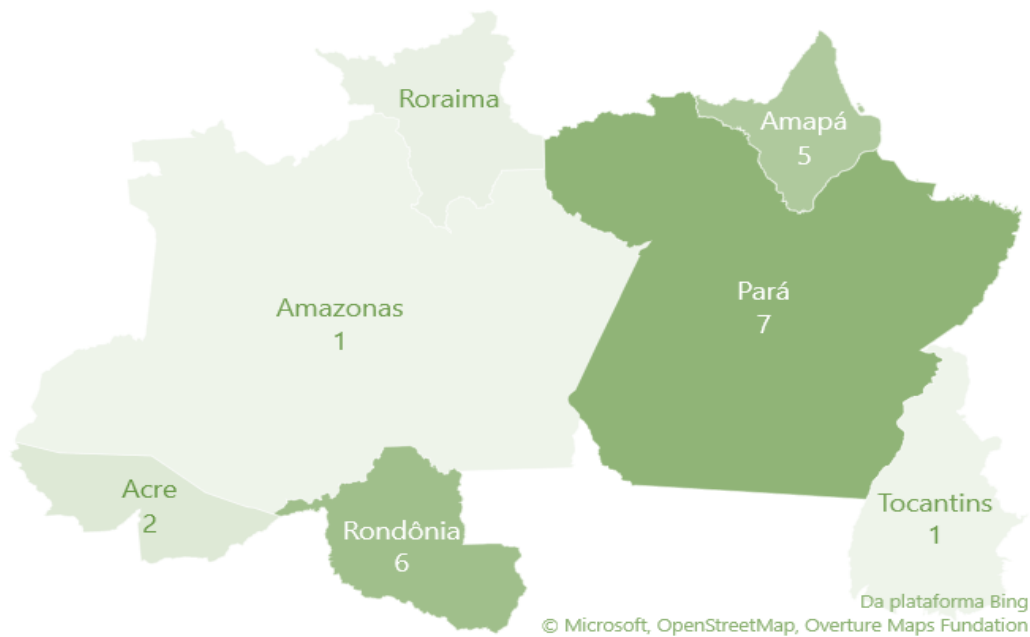 Roraima
Amapá
5
Pará
7
Amazonas
1
Acre
2
Rondônia
6
Tocantins
1
Da plataforma Bing
© Microsoft, OpenStreetMap, Overture Maps Fundation